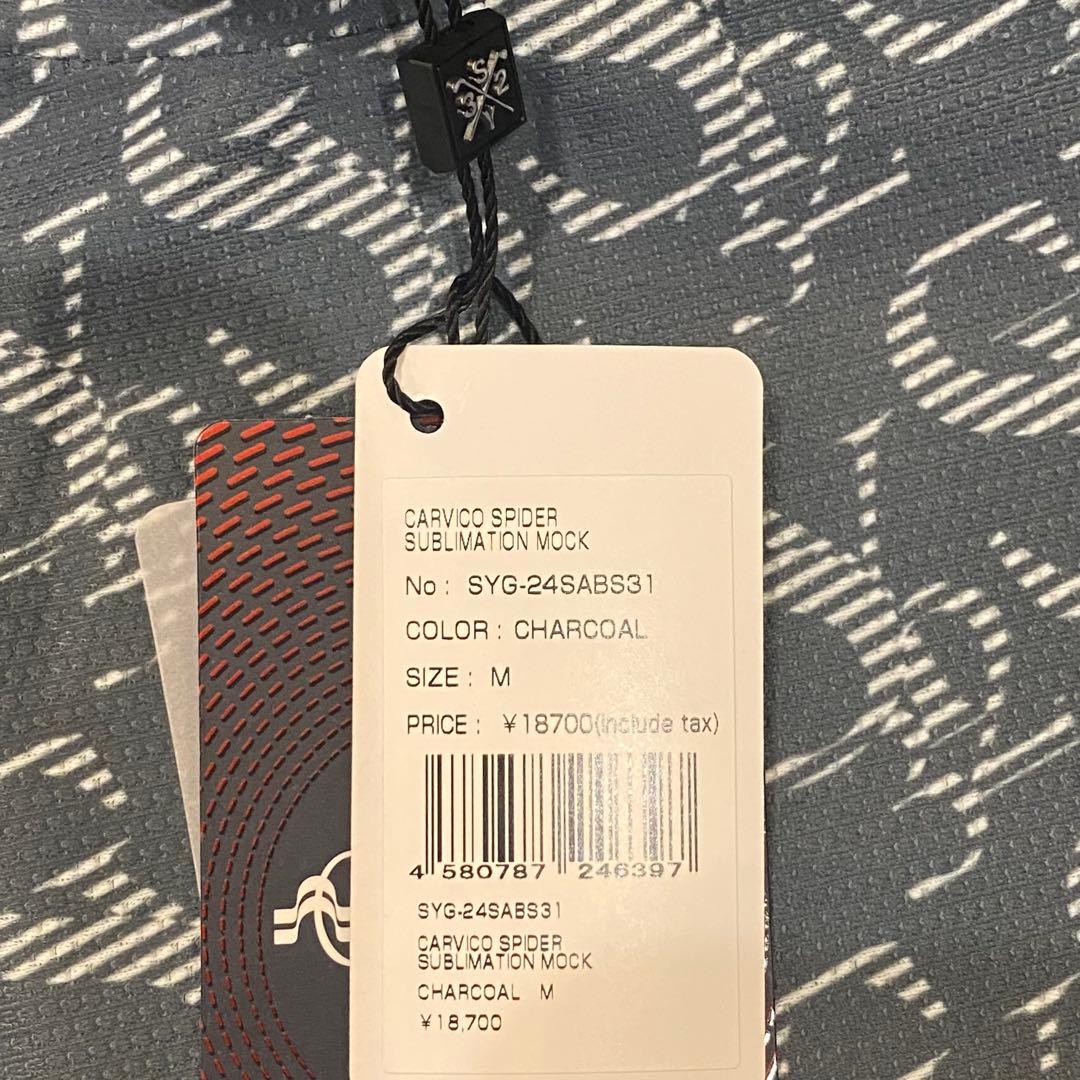 CARVICO SPIDER
SUBLIMATION MOCK
No : SYG-24SABS31
COLOR : CHARCOAL
SIZE : M
PRICE : ¥18700(include tax)
4 580787 246397
SYG-24SABS31
CARVICO SPIDER
SUBLIMATION MOCK
CHARCOAL M
¥18,700